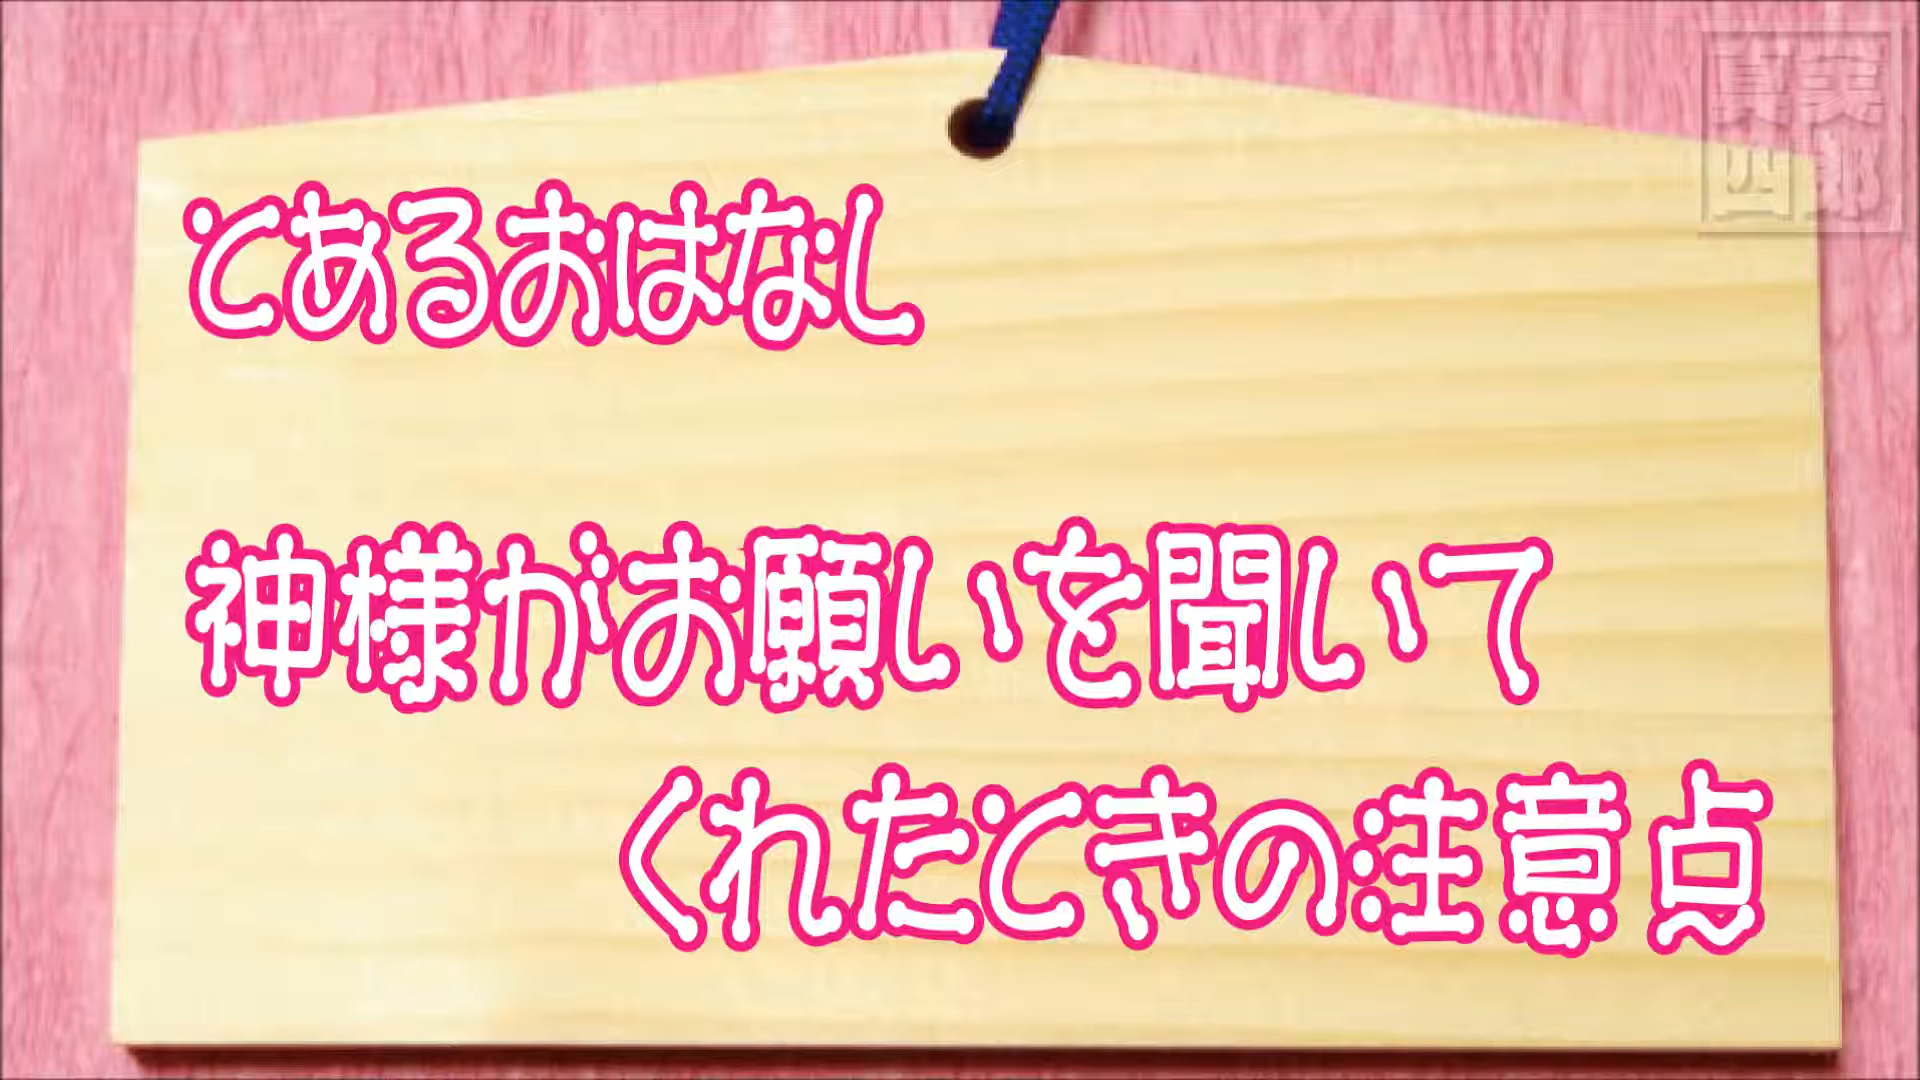 とあるおはなし
神様がお願いを聞いて
くれたときの注意点